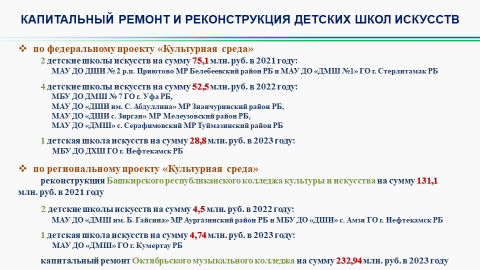 КАПИТАЛЬНЫЙ РЕМОНТ И РЕКОНСТРУКЦИЯ ДЕТСКИХ ШКОЛ ИСКУССТВ
❖ по федеральному проекту «Культурная среда»
2 детские школы искусств на сумму 75,1 млн. руб. в 2021 году:
МАУ ДО ДШИ № 2 р.п. Приютово МР Белебеевский район РБ и МАУ ДО «ДМШ №1» ГО г. Стерлитамак РБ
4 детские школы искусств на сумму 52,5 млн. руб. в 2022 году:
МБУ ДО ДМШ № 7 ГО г. Уфа РБ,
МАУ ДО «ДШИ им. С. Абдуллина» МР Зианчуринский район РБ,
МАУ ДО «ДШИ с. Зирган» МР Мелеузовский район РБ,
МАУ ДО «ДМШ» с. Серафимовский МР Туймазинский район РБ
1 детская школа искусств на сумму 28,8 млн. руб. в 2023 году:
МБУ ДО ДХШ ГО г. Нефтекамск РБ
❖ по региональному проекту «Культурная среда»
реконструкция Башкирского республиканского колледжа культуры и искусства на сумму 131,1
млн. руб. в 2021 году
2 детские школы искусств на сумму 4,5 млн. руб. в 2022 году:
МАУ ДО «ДМШ им. Б. Гайсина» МР Аургазинский район РБ и МБУ ДО «ДШИ» с. Амзя ГО г. Нефтекамск РБ
1 детская школа искусств на сумму 4,74 млн. руб. в 2023 году:
МАУ ДО «ДМШ» ГО г. Кумертау РБ
капитальный ремонт Октябрьского музыкального колледжа на сумму 232,94 млн. руб. в 2023 году